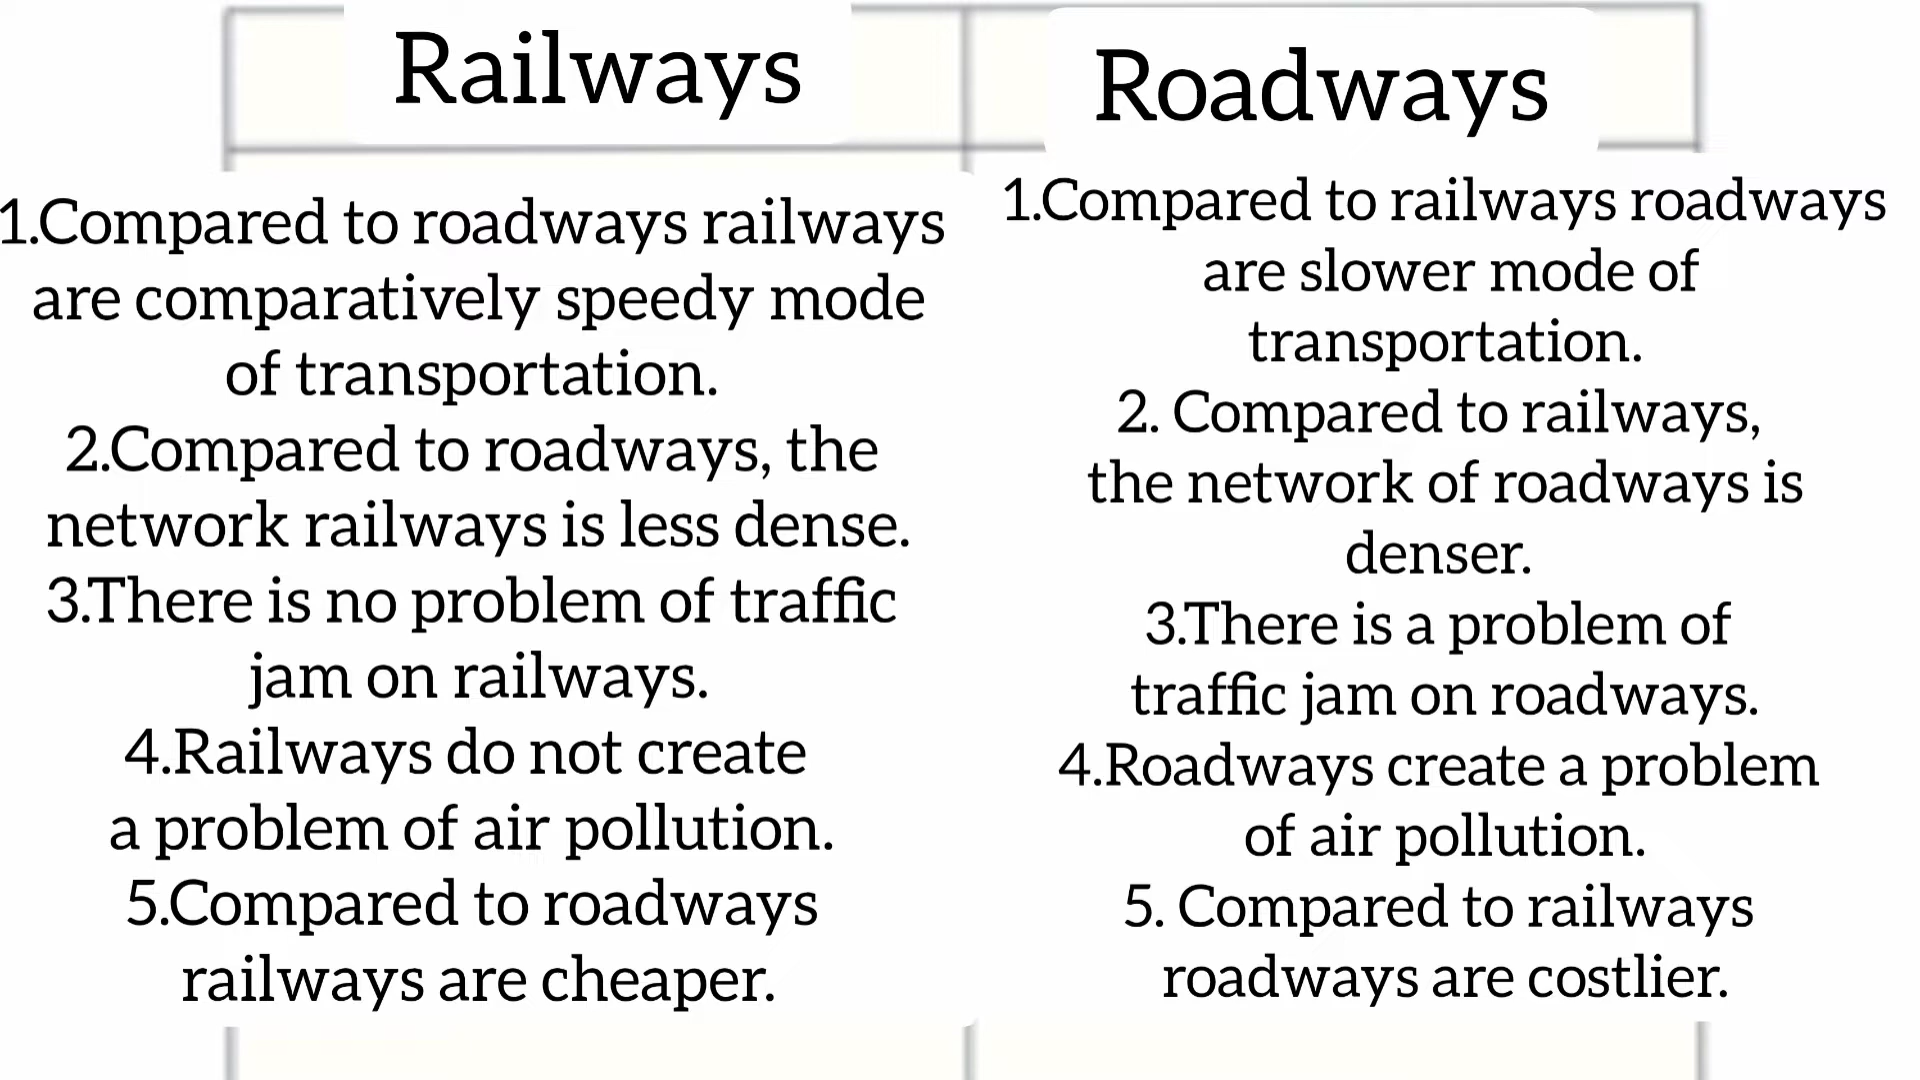 Railways
1.Compared to roadways railways
are comparatively speedy mode
of transportation.
2.Compared to roadways, the
network railways is less dense.
3.There is no problem of traffic
jam on railways.
4.Railways do not create
a problem of air pollution.
5.Compared to roadways
railways are cheaper.
Roadways
1.Compared to railways roadways
are slower mode of
transportation.
2. Compared to railways,
the network of roadways is
denser.
3.There is a problem of
traffic jam on roadways.
4.Roadways create a problem
of air pollution.
5. Compared to railways
roadways are costlier.